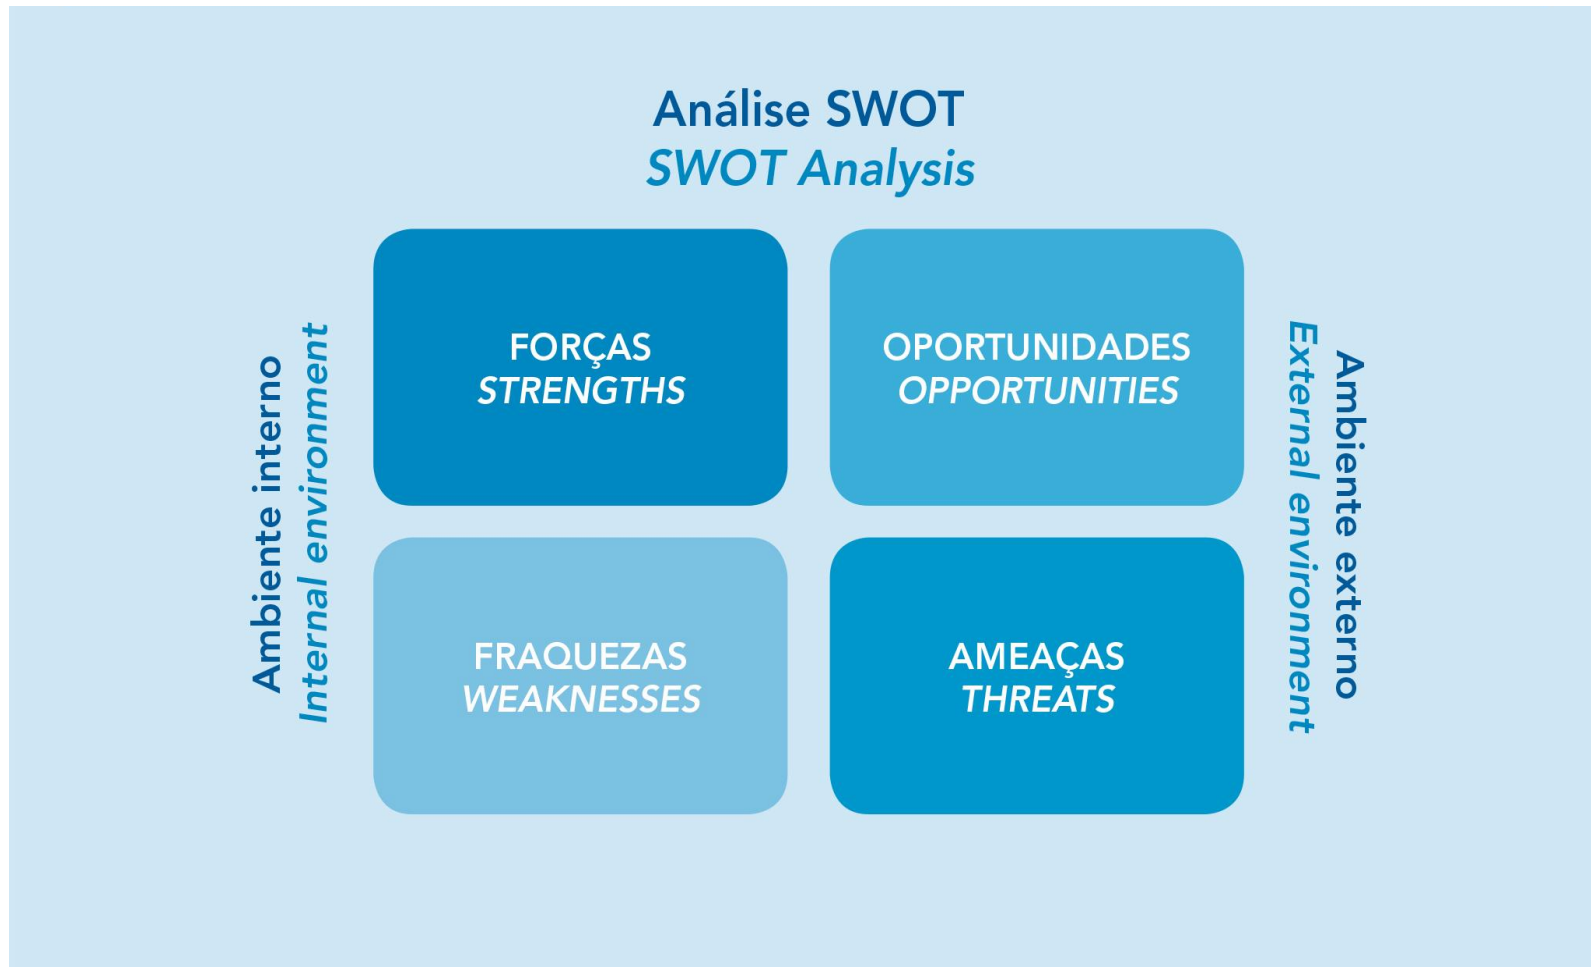 Análise SWOT
SWOT Analysis
Ambiente interno
Internal environment
FORÇAS
STRENGTHS
OPORTUNIDADES
OPPORTUNITIES
FRAQUEZAS
WEAKNESSES
AMEAÇAS
THREATS
Ambiente externo
External environment